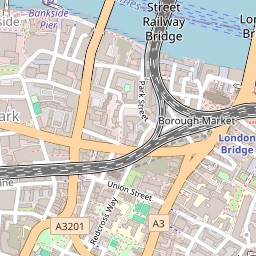 Bankside
Pier
Street
Railway
Bridge
Park Street
Borough Market
London
Bridge
Union Street
Redcross Way
A3201
A3